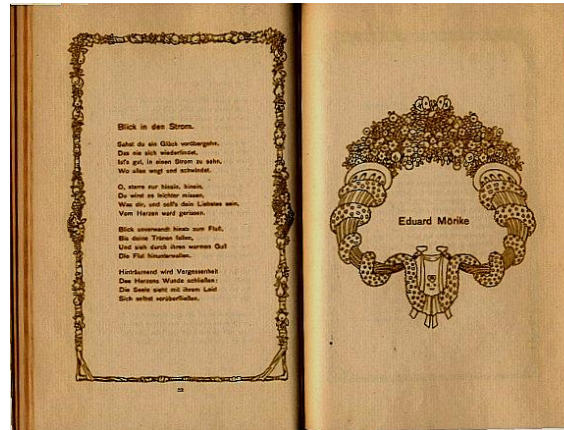 Blick in den Strom.
Sahst du ein Glück vorübergehn,
Das nie sich wiederfindet,
Ist's gut, in einen Strom zu sehn,
Wo alles wogt und schwindet.
O, starre nur hinein, hinein,
Du wirst es leichter missen,
Was dir, und soll's dein Liebstes sein,
Vom Herzen ward gerissen.
Blick unverwandt hinab zum Fluß,
Bis deine Tränen fallen,
Und sieh durch ihren warmen Guß
Die Flut hinunterwallen.
Hinträumend wird Vergessenheit
Des Herzens Wunde schließen:
Die Seele sieht mit ihrem Leid
Sich selbst vorüberfließen.
Eduard Mörike